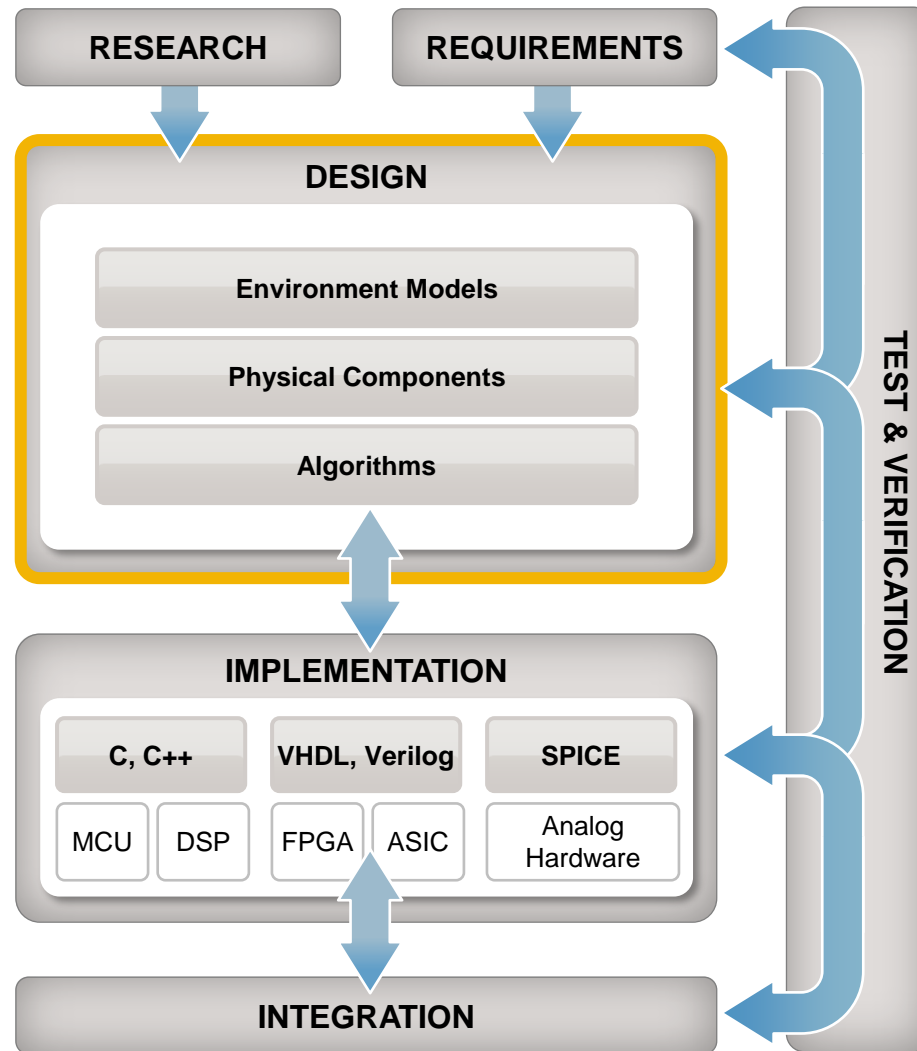 RESEARCH
REQUIREMENTS
DESIGN
Environment Models
Physical Components
Algorithms
TEST & VERIFICATION
IMPLEMENTATION
C, C++
VHDL, Verilog
SPICE
MCU
DSP
FPGA
ASIC
Analog
Hardware
INTEGRATION